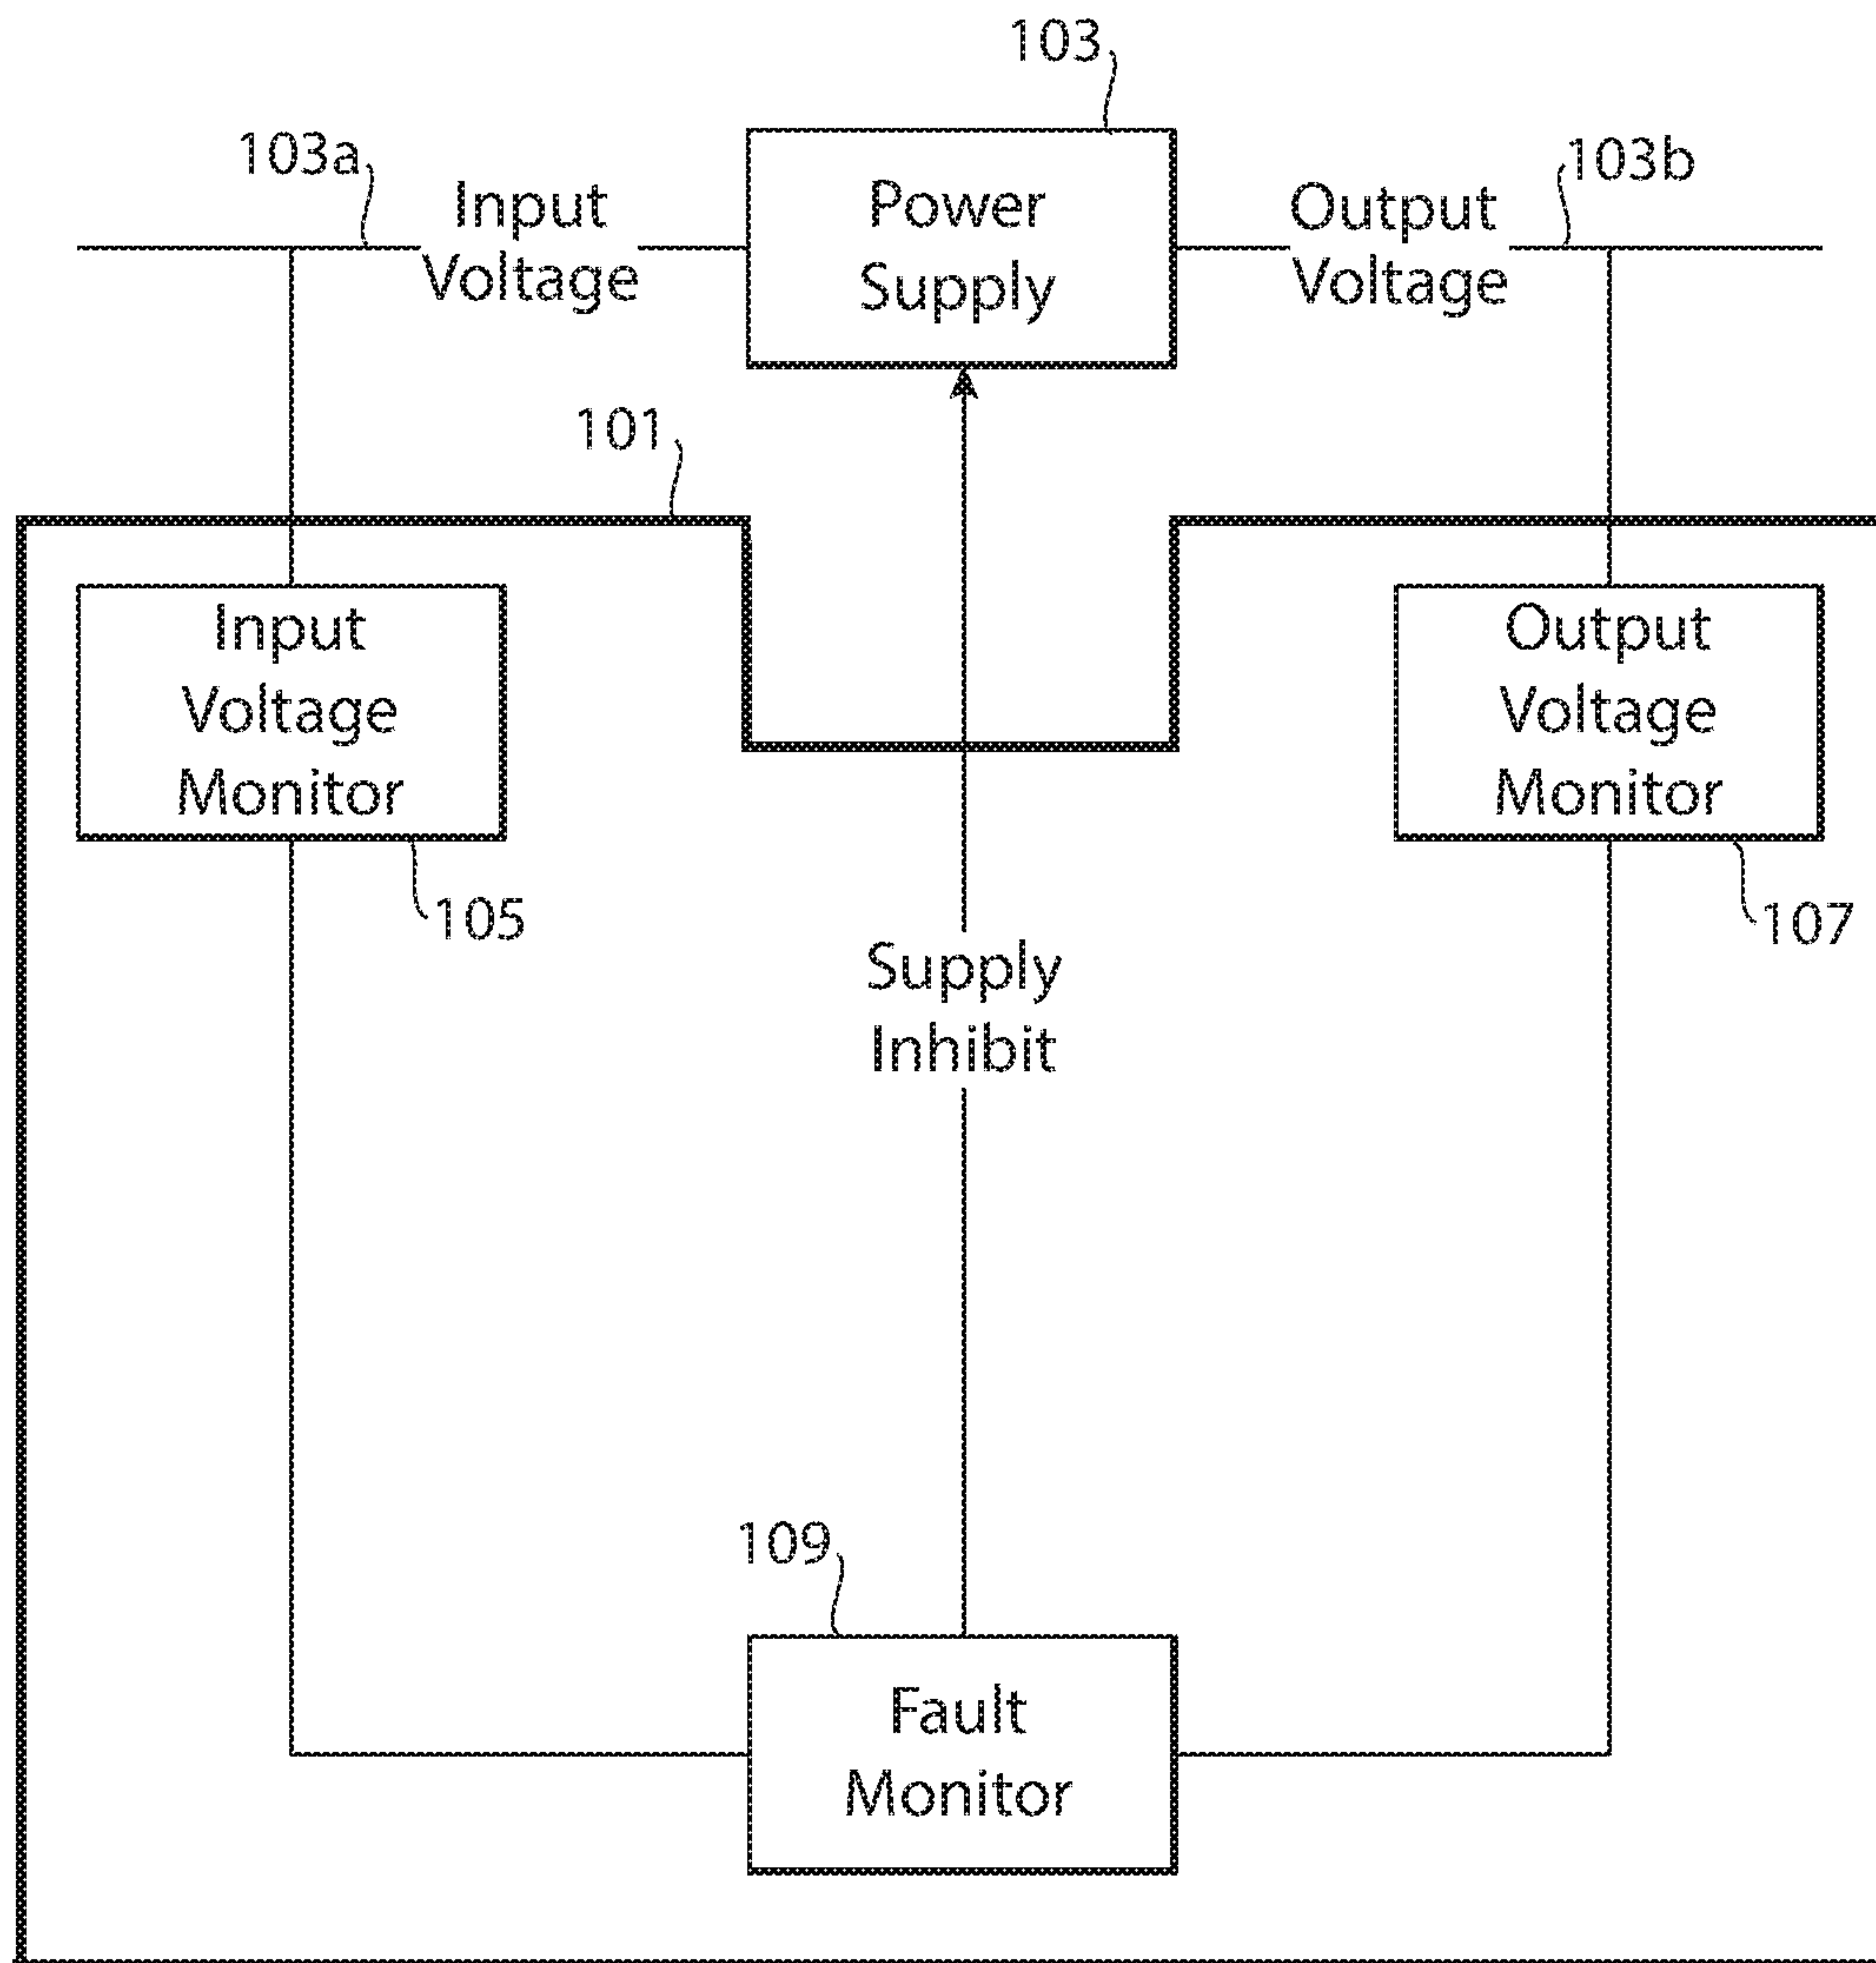 103
103a
Input
Voltage
Power
Supply
Output
Voltage
103b
101
Input
Voltage
Monitor
105
Output
Voltage
Monitor
107
Supply
Inhibit
109
Fault
Monitor